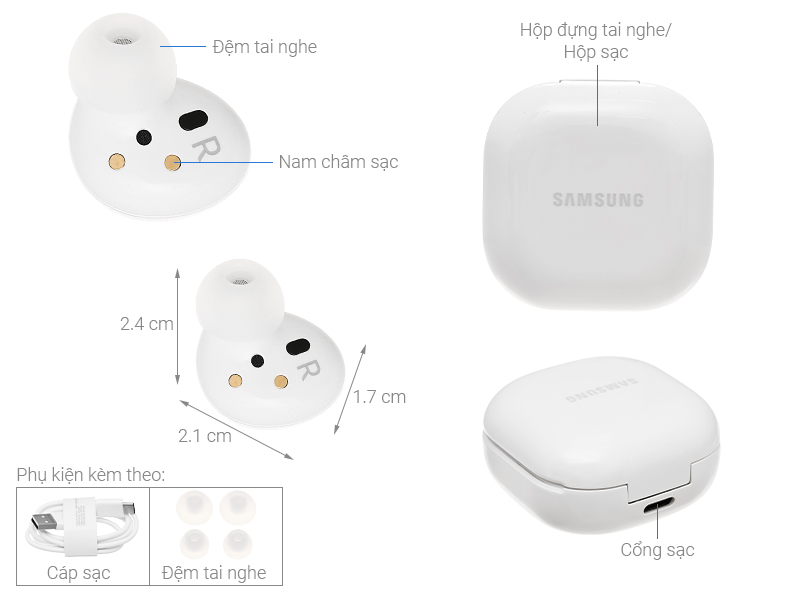 Đệm tai nghe
R
Nam châm sạc
Hộp đựng tai nghe/
Hộp sạc
SAMSUNG
2.4 cm
R
1.7 cm
2.1 cm
SAMSUNG
Cổng sạc
Phụ kiện kèm theo:
Cáp sạc
Đệm tai nghe